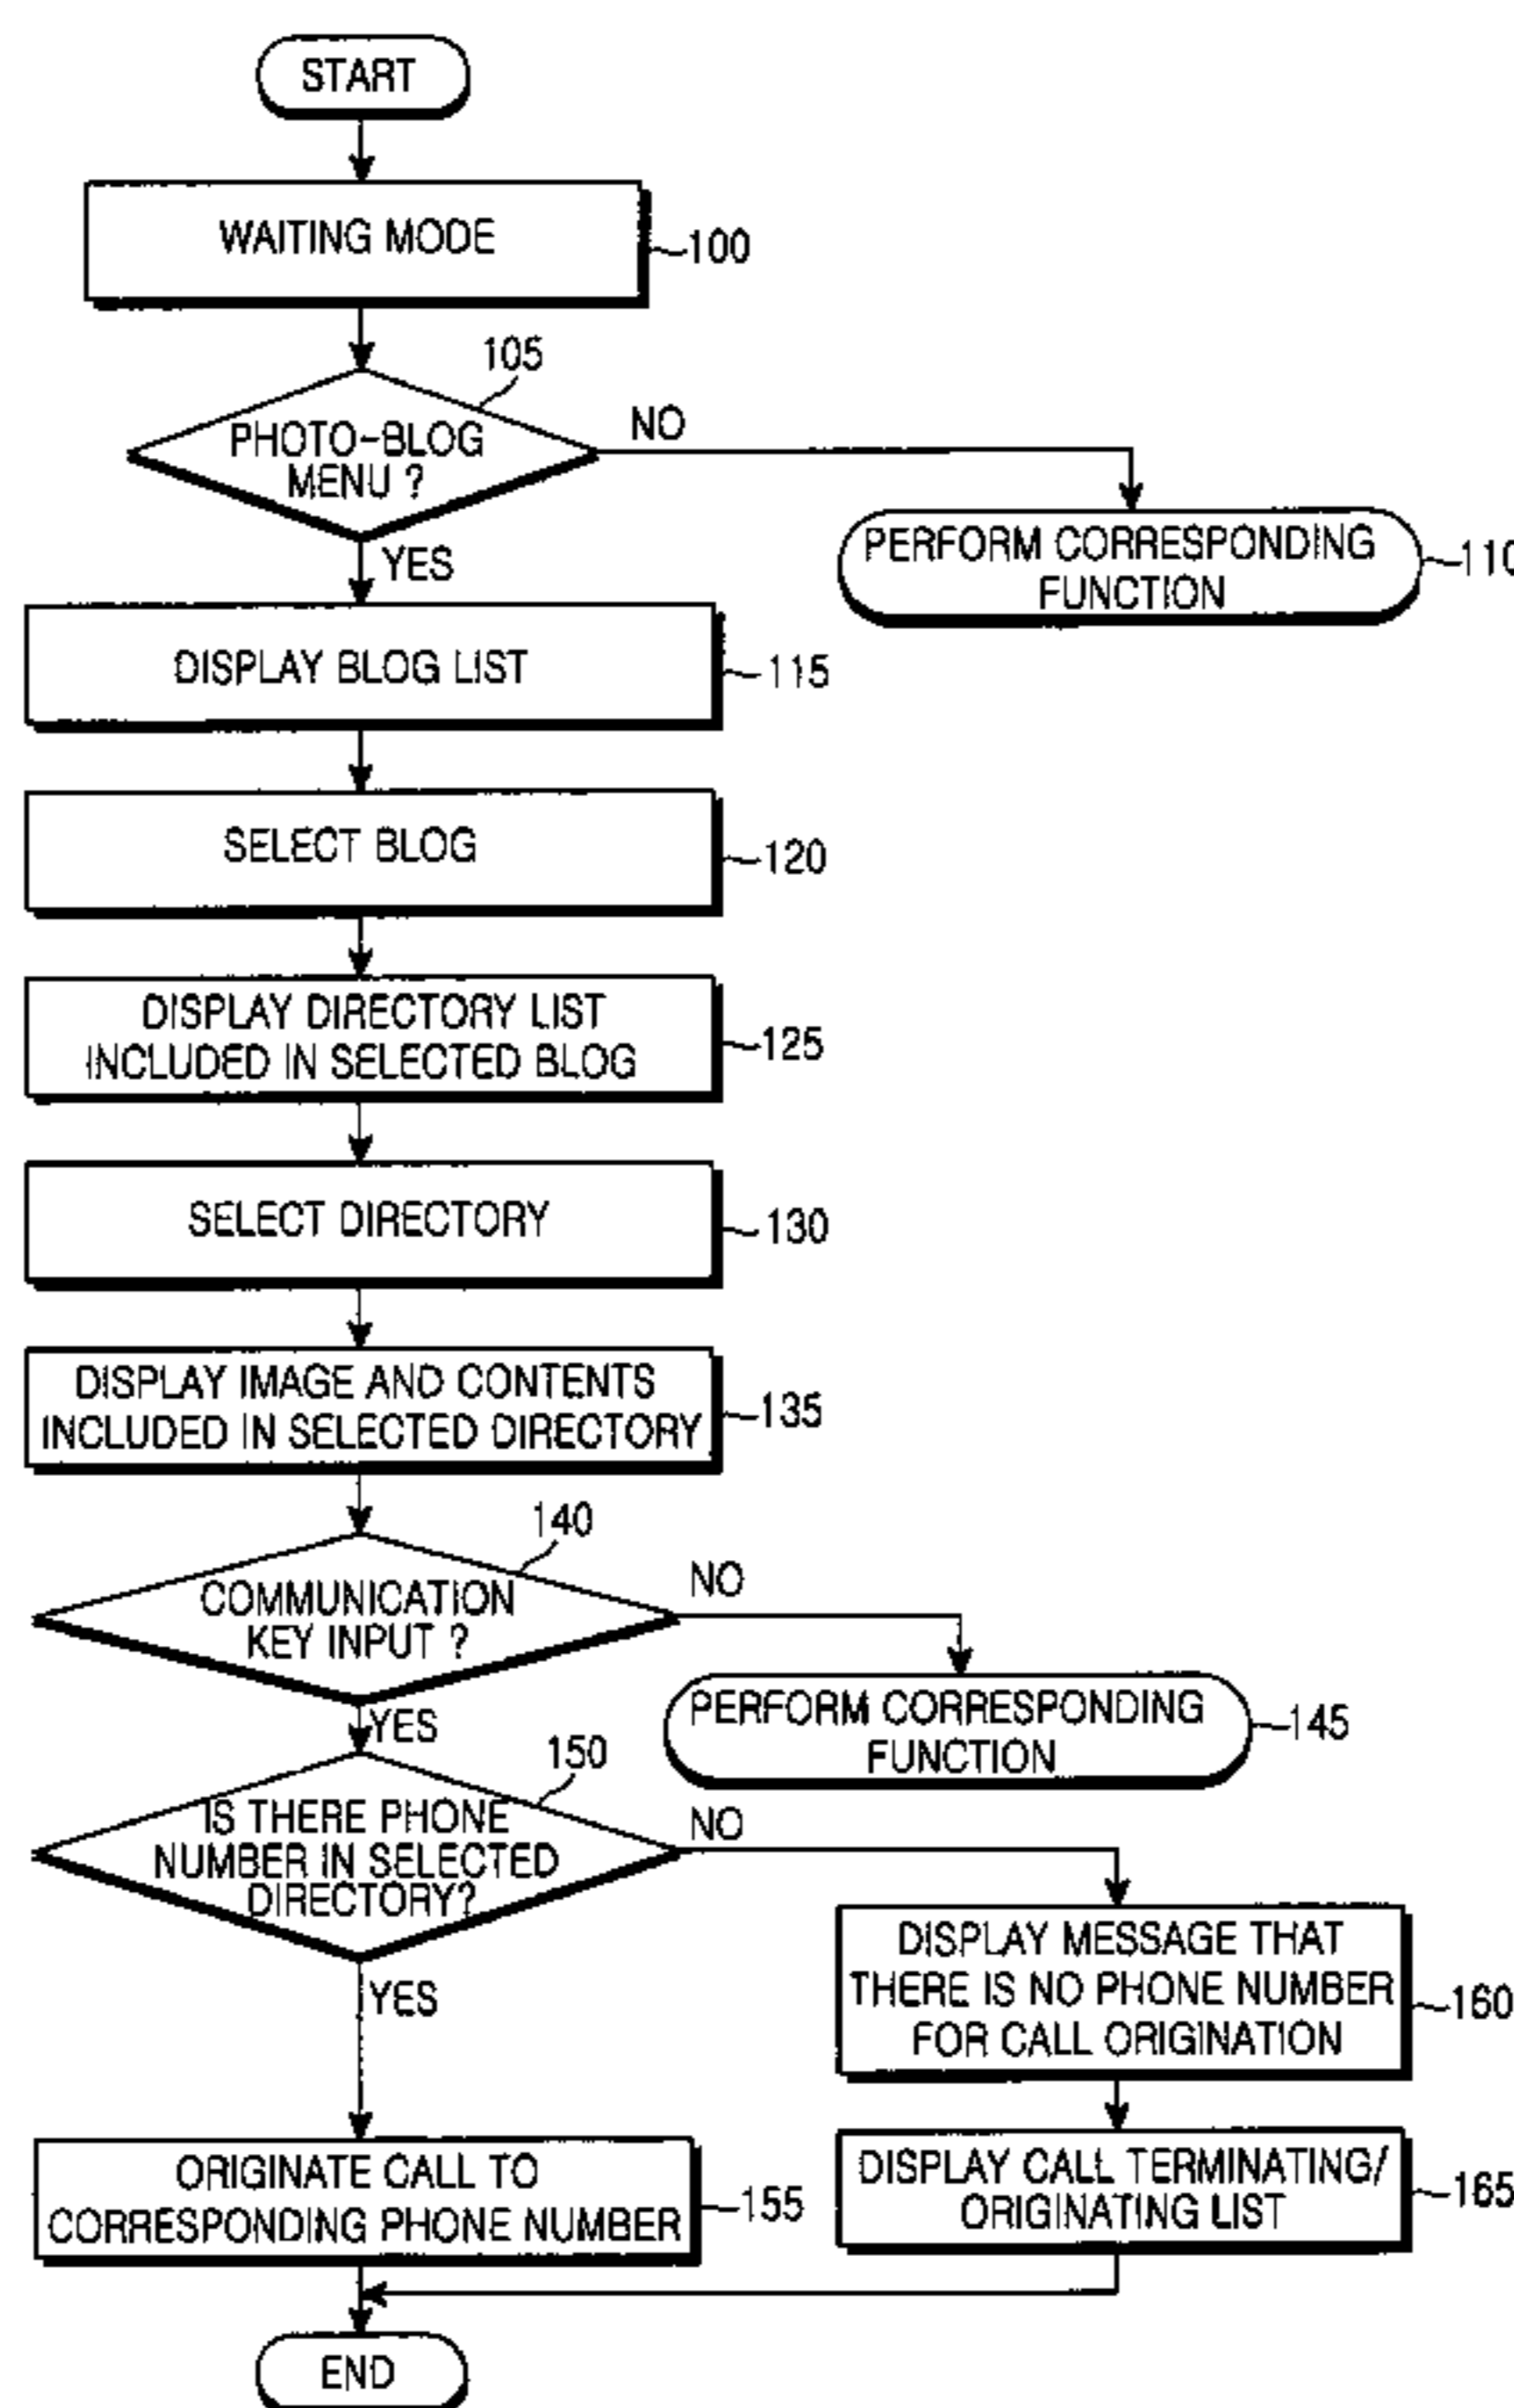 START
WAITING MODE
100
105
PHOTO-BLOG
MENU ?
NO
YES
PERFORM CORRESPONDING
FUNCTION
110
DISPLAY BLOG LIST
115
SELECT BLOG
120
DISPLAY DIRECTORY LIST
INCLUDED IN SELECTED BLOG
125
SELECT DIRECTORY
130
DISPLAY IMAGE AND CONTENTS
INCLUDED IN SELECTED DIRECTORY
135
140
COMMUNICATION
KEY INPUT ?
NO
YES
PERFORM CORRESPONDING
FUNCTION
145
150
IS THERE PHONE
NUMBER IN SELECTED
DIRECTORY?
NO
YES
DISPLAY MESSAGE THAT
THERE IS NO PHONE NUMBER
FOR CALL ORIGINATION
160
ORIGINATE CALL TO
CORRESPONDING PHONE NUMBER
155
DISPLAY CALL TERMINATING/
ORIGINATING LIST
165
END